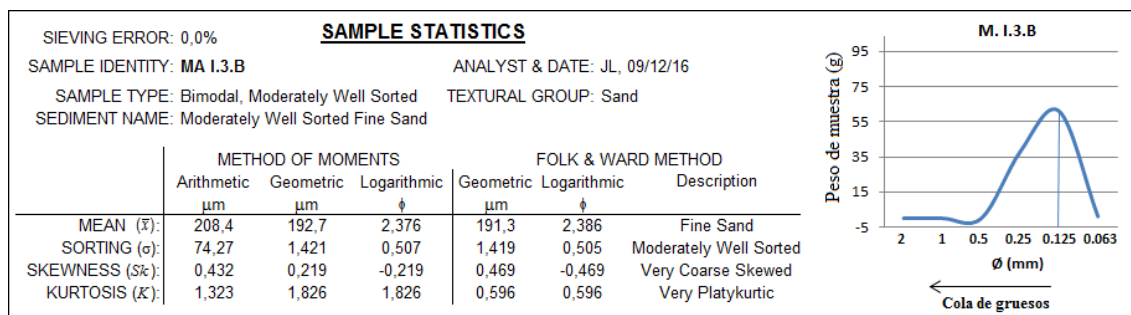 SAMPLE STATISTICS
SIEVING ERROR: 0,0%
SAMPLE IDENTITY: MA I.3.B ANALYST & DATE: JL, 09/12/16
SAMPLE TYPE: Bimodal, Moderately Well Sorted TEXTURAL GROUP: Sand
SEDIMENT NAME: Moderately Well Sorted Fine Sand
METHOD OF MOMENTS FOLK & WARD METHOD
Arithmetic Geometric Logarithmic Geometric Logarithmic Description
μm μm ϕ μm ϕ
MEAN (x̄): 208,4 192,7 2,376 191,3 2,386 Fine Sand
SORTING (σ): 74,27 1,421 0,507 1,419 0,505 Moderately Well Sorted
SKEWNESS (Sk): 0,432 0,219 -0,219 0,469 -0,469 Very Coarse Skewed
KURTOSIS (K): 1,323 1,826 1,826 0,596 0,596 Very Platykurtic
M. I.3.B
Peso de muestra (g)
95
75
55
35
15
-5
2 1 0.5 0.25 0.125 0.063
Ø (mm)
Cola de gruesos